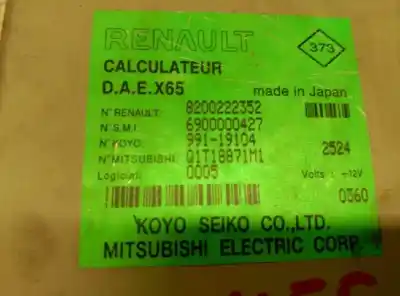 RENAULT
373
CALCULATEUR
D.A.E.X65
made in Japan
N° RENAULT: 8200222352
N° S.M.I: 6900000427
N° KOYO: 991-19104
2524
N° MITSUBISHI: Q1T18871M1
Logiciel: 0005
Volts : =12V
0360
KOYO SEIKO CO.,LTD.
MITSUBISHI ELECTRIC CORP.